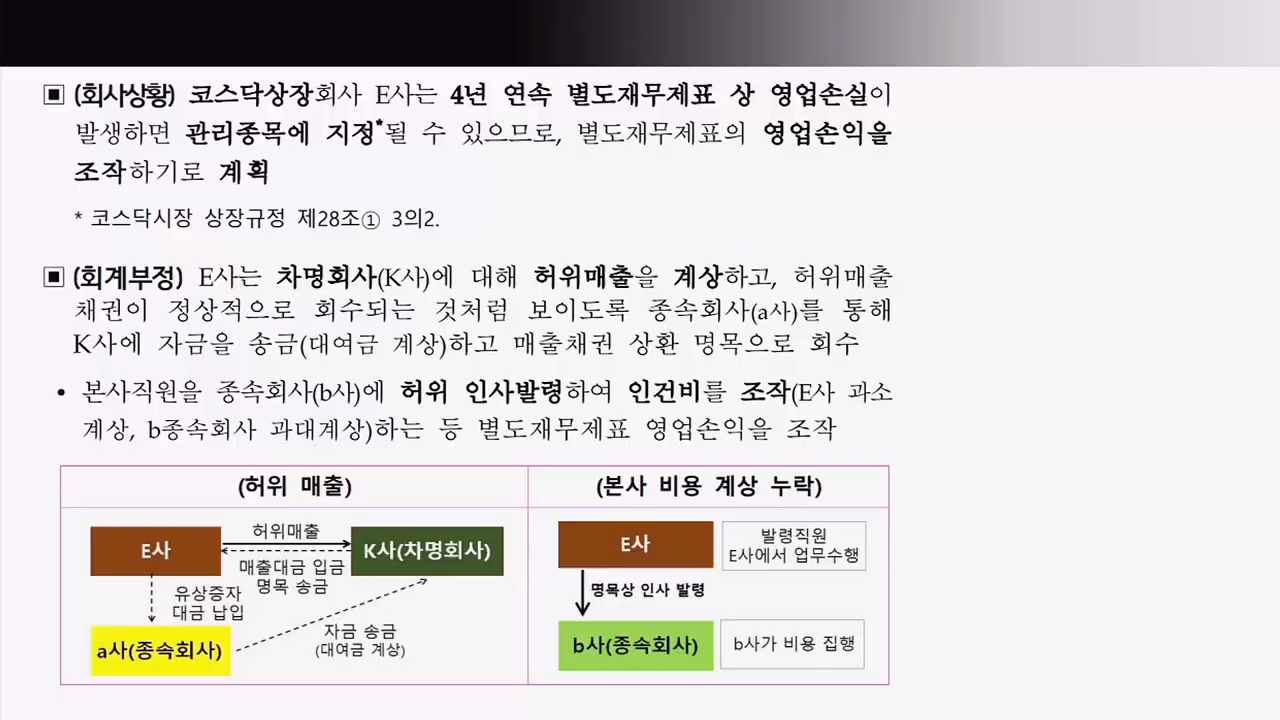 ▣ (회사상황) 코스닥상장회사 E사는 4년 연속 별도재무제표 상 영업손실이
발생하면 관리종목에 지정*될 수 있으므로, 별도재무제표의 영업손익을
조작하기로 계획
* 코스닥시장 상장규정 제28조① 3의2.
▣ (회계부정) E사는 차명회사(K사)에 대해 허위매출을 계상하고, 허위매출
채권이 정상적으로 회수되는 것처럼 보이도록 종속회사(a사)를 통해
K사에 자금을 송금(대여금 계상)하고 매출채권 상환 명목으로 회수
• 본사직원을 종속회사(b사)에 허위 인사발령하여 인건비를 조작(E사 과소
계상, b종속회사 과대계상)하는 등 별도재무제표 영업손익을 조작
(허위 매출)
E사
허위매출
K사(차명회사)
매출대금 입금
명목 송금
유상증자
대금 납입
a사(종속회사)
자금 송금
(대여금 계상)
(본사 비용 계상 누락)
E사
발령직원
E사에서 업무수행
명목상 인사 발령
b사(종속회사)
b사가 비용 집행